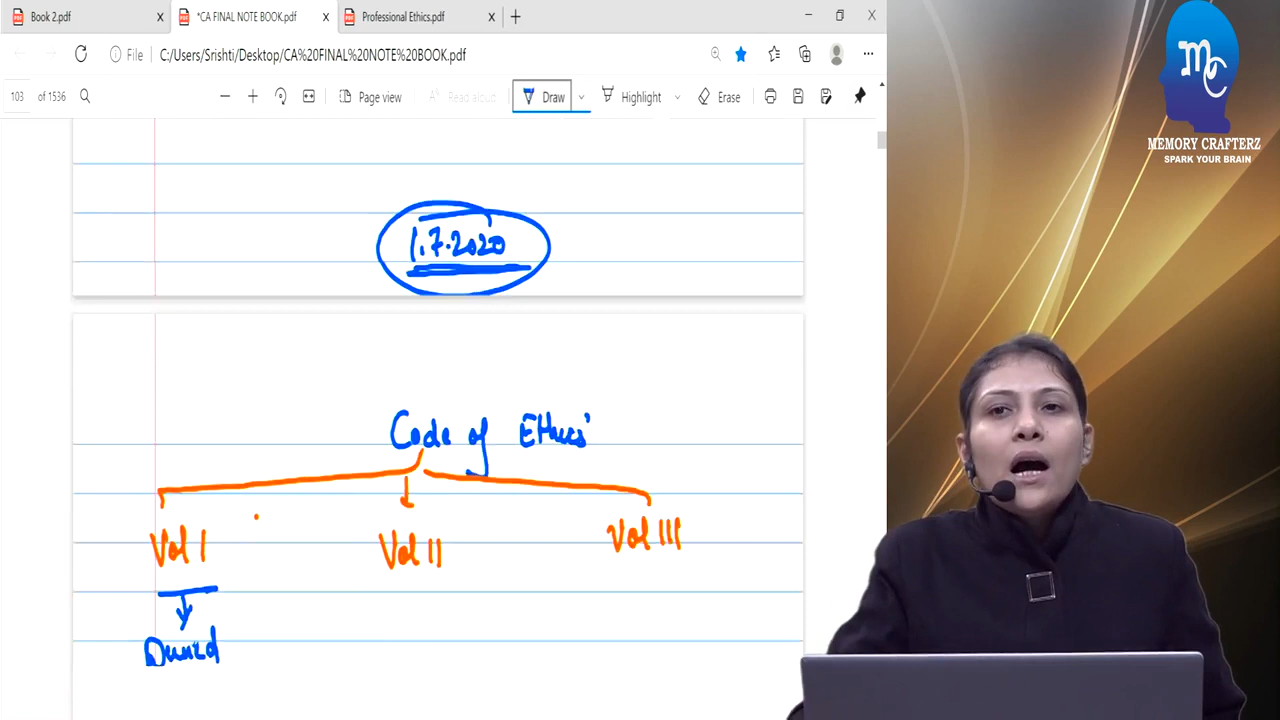 Book 2.pdf
*CA FINAL NOTE BOOK.pdf
Professional Ethics.pdf
File C:/Users/Srishti/Desktop/CA%20FINAL%20NOTE%20BOOK.pdf
103 of 1536
Page view
Read aloud
Draw
Highlight
Erase
MC
MEMORY CRAFTERZ
SPARK YOUR BRAIN
1.7.2020
Code of Ethics
Vol I Vol II Vol III